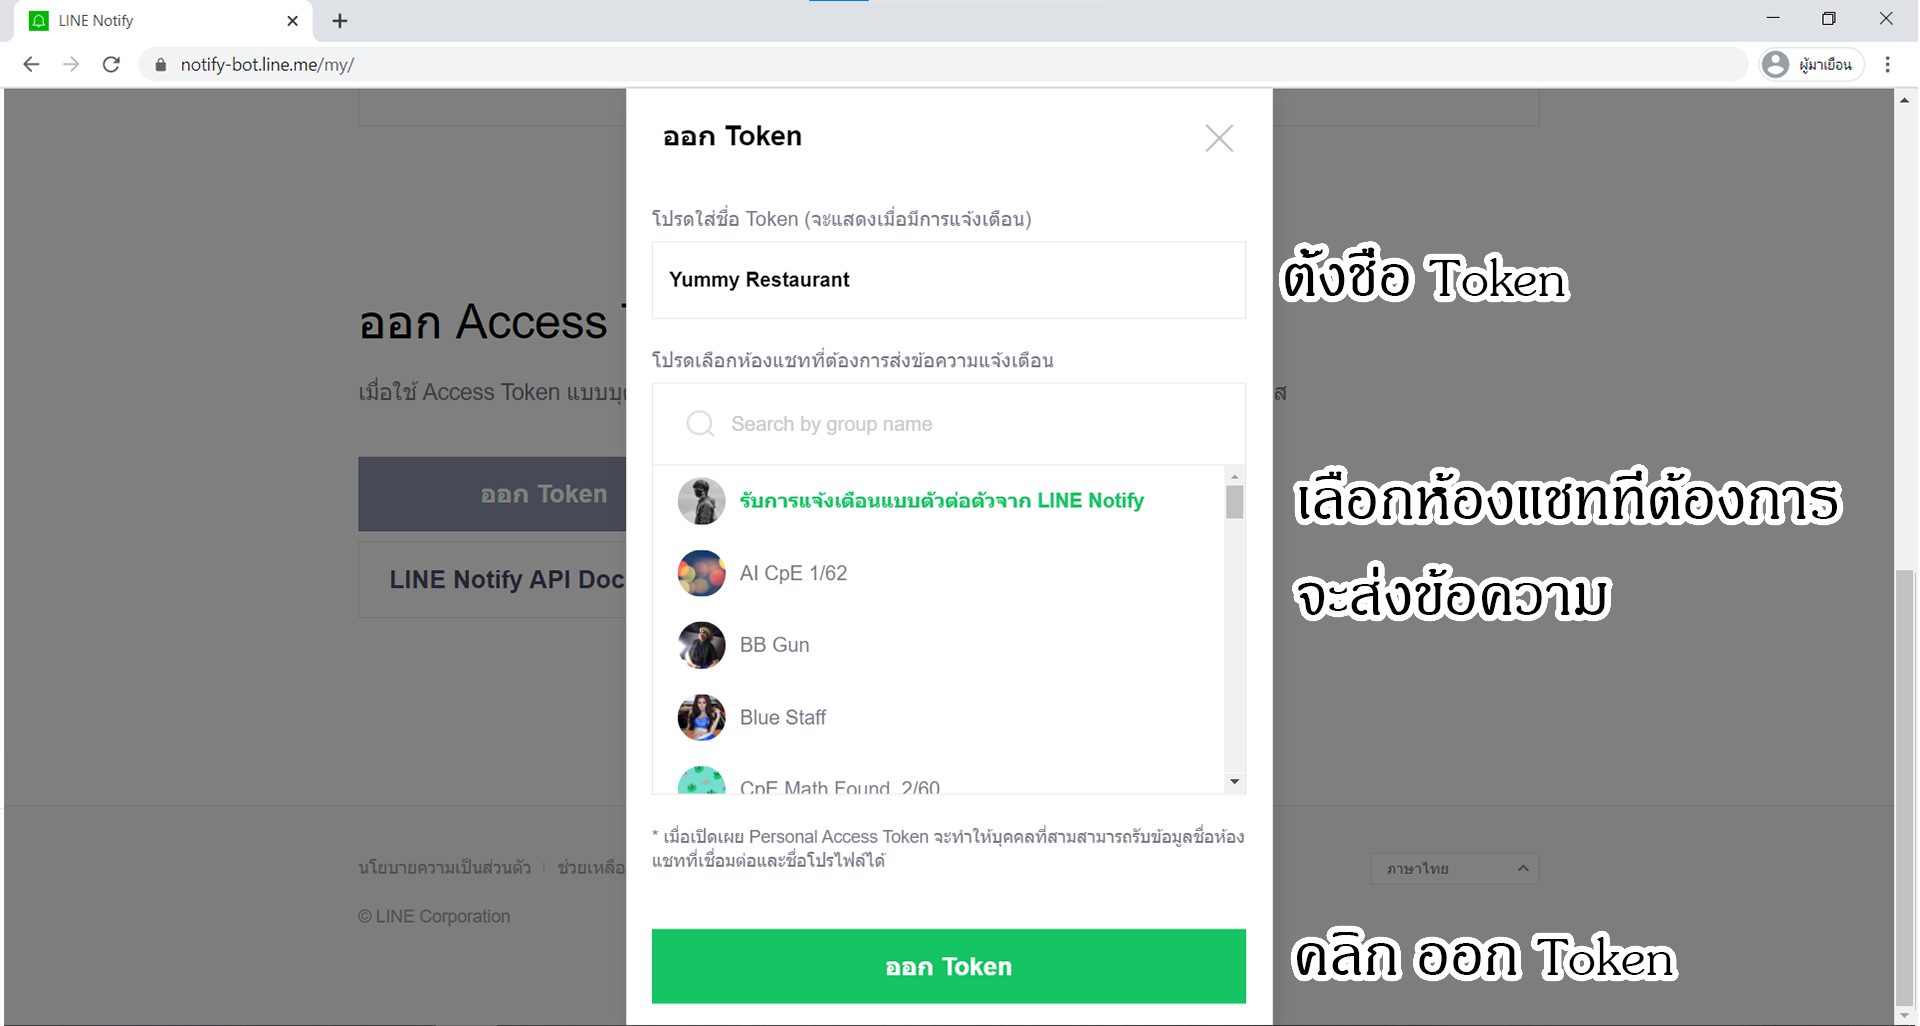 LINE Notify
notify-bot.line.me/my/
ผู้มาเยือน
ออก Token
โปรดใส่ชื่อ Token (จะแสดงเมื่อมีการแจ้งเตือน)
Yummy Restaurant
ตั้งชื่อ Token
ออก Access
โปรดเลือกห้องแชทที่ต้องการส่งข้อความแจ้งเตือน
เมื่อใช้ Access Token แบบบุ
ส
Search by group name
ออก Token
รับการแจ้งเตือนแบบตัวต่อตัวจาก LINE Notify
เลือกห้องแชทที่ต้องการ
จะส่งข้อความ
LINE Notify API Doc
AI CpE 1/62
BB Gun
Blue Staff
CpE Math Found. 2/60
* เมื่อเปิดเผย Personal Access Token จะทำให้บุคคลที่สามสามารถรับข้อมูลชื่อห้อง
แชทที่เชื่อมต่อและชื่อโปรไฟล์ได้
นโยบายความเป็นส่วนตัว
ช่วยเหลือ
ภาษาไทย
© LINE Corporation
ออก Token
คลิก ออก Token